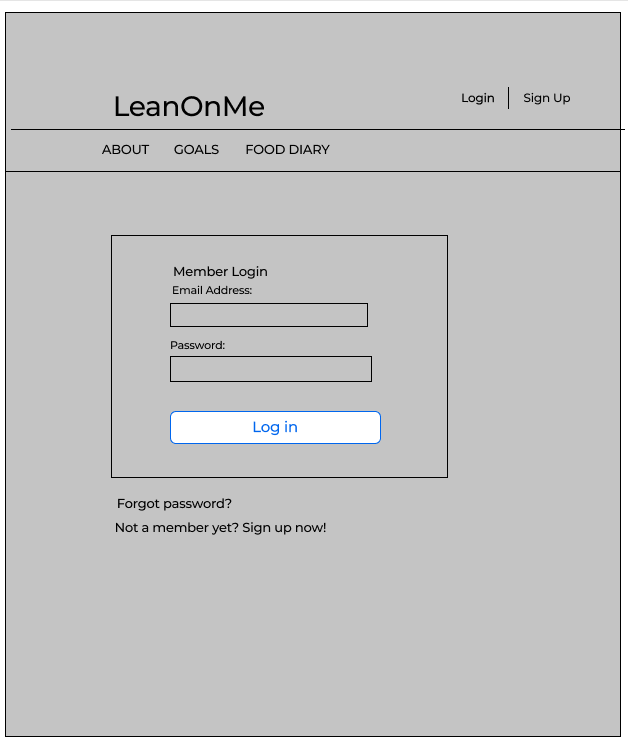 LeanOnMe
Login
Sign Up
ABOUT GOALS FOOD DIARY
Member Login
Email Address:
Password:
Log in
Forgot password?
Not a member yet? Sign up now!